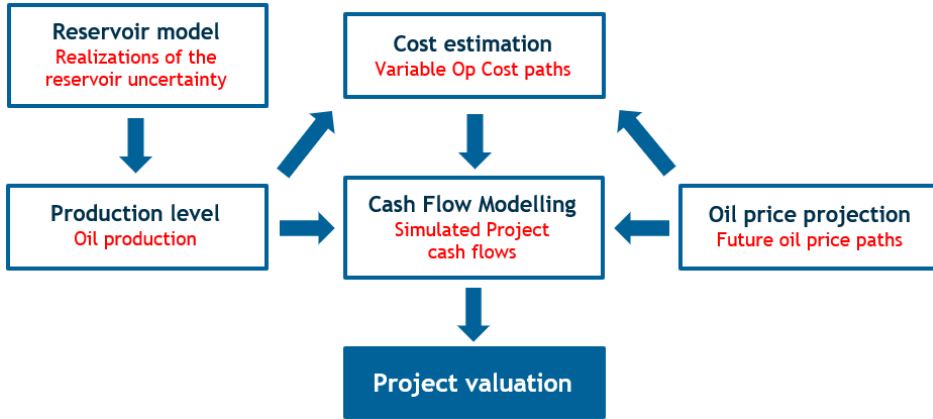 Reservoir model
Realizations of the
reservoir uncertainty
Cost estimation
Variable Op Cost paths
Production level
Oil production
Cash Flow Modelling
Simulated Project
cash flows
Oil price projection
Future oil price paths
Project valuation